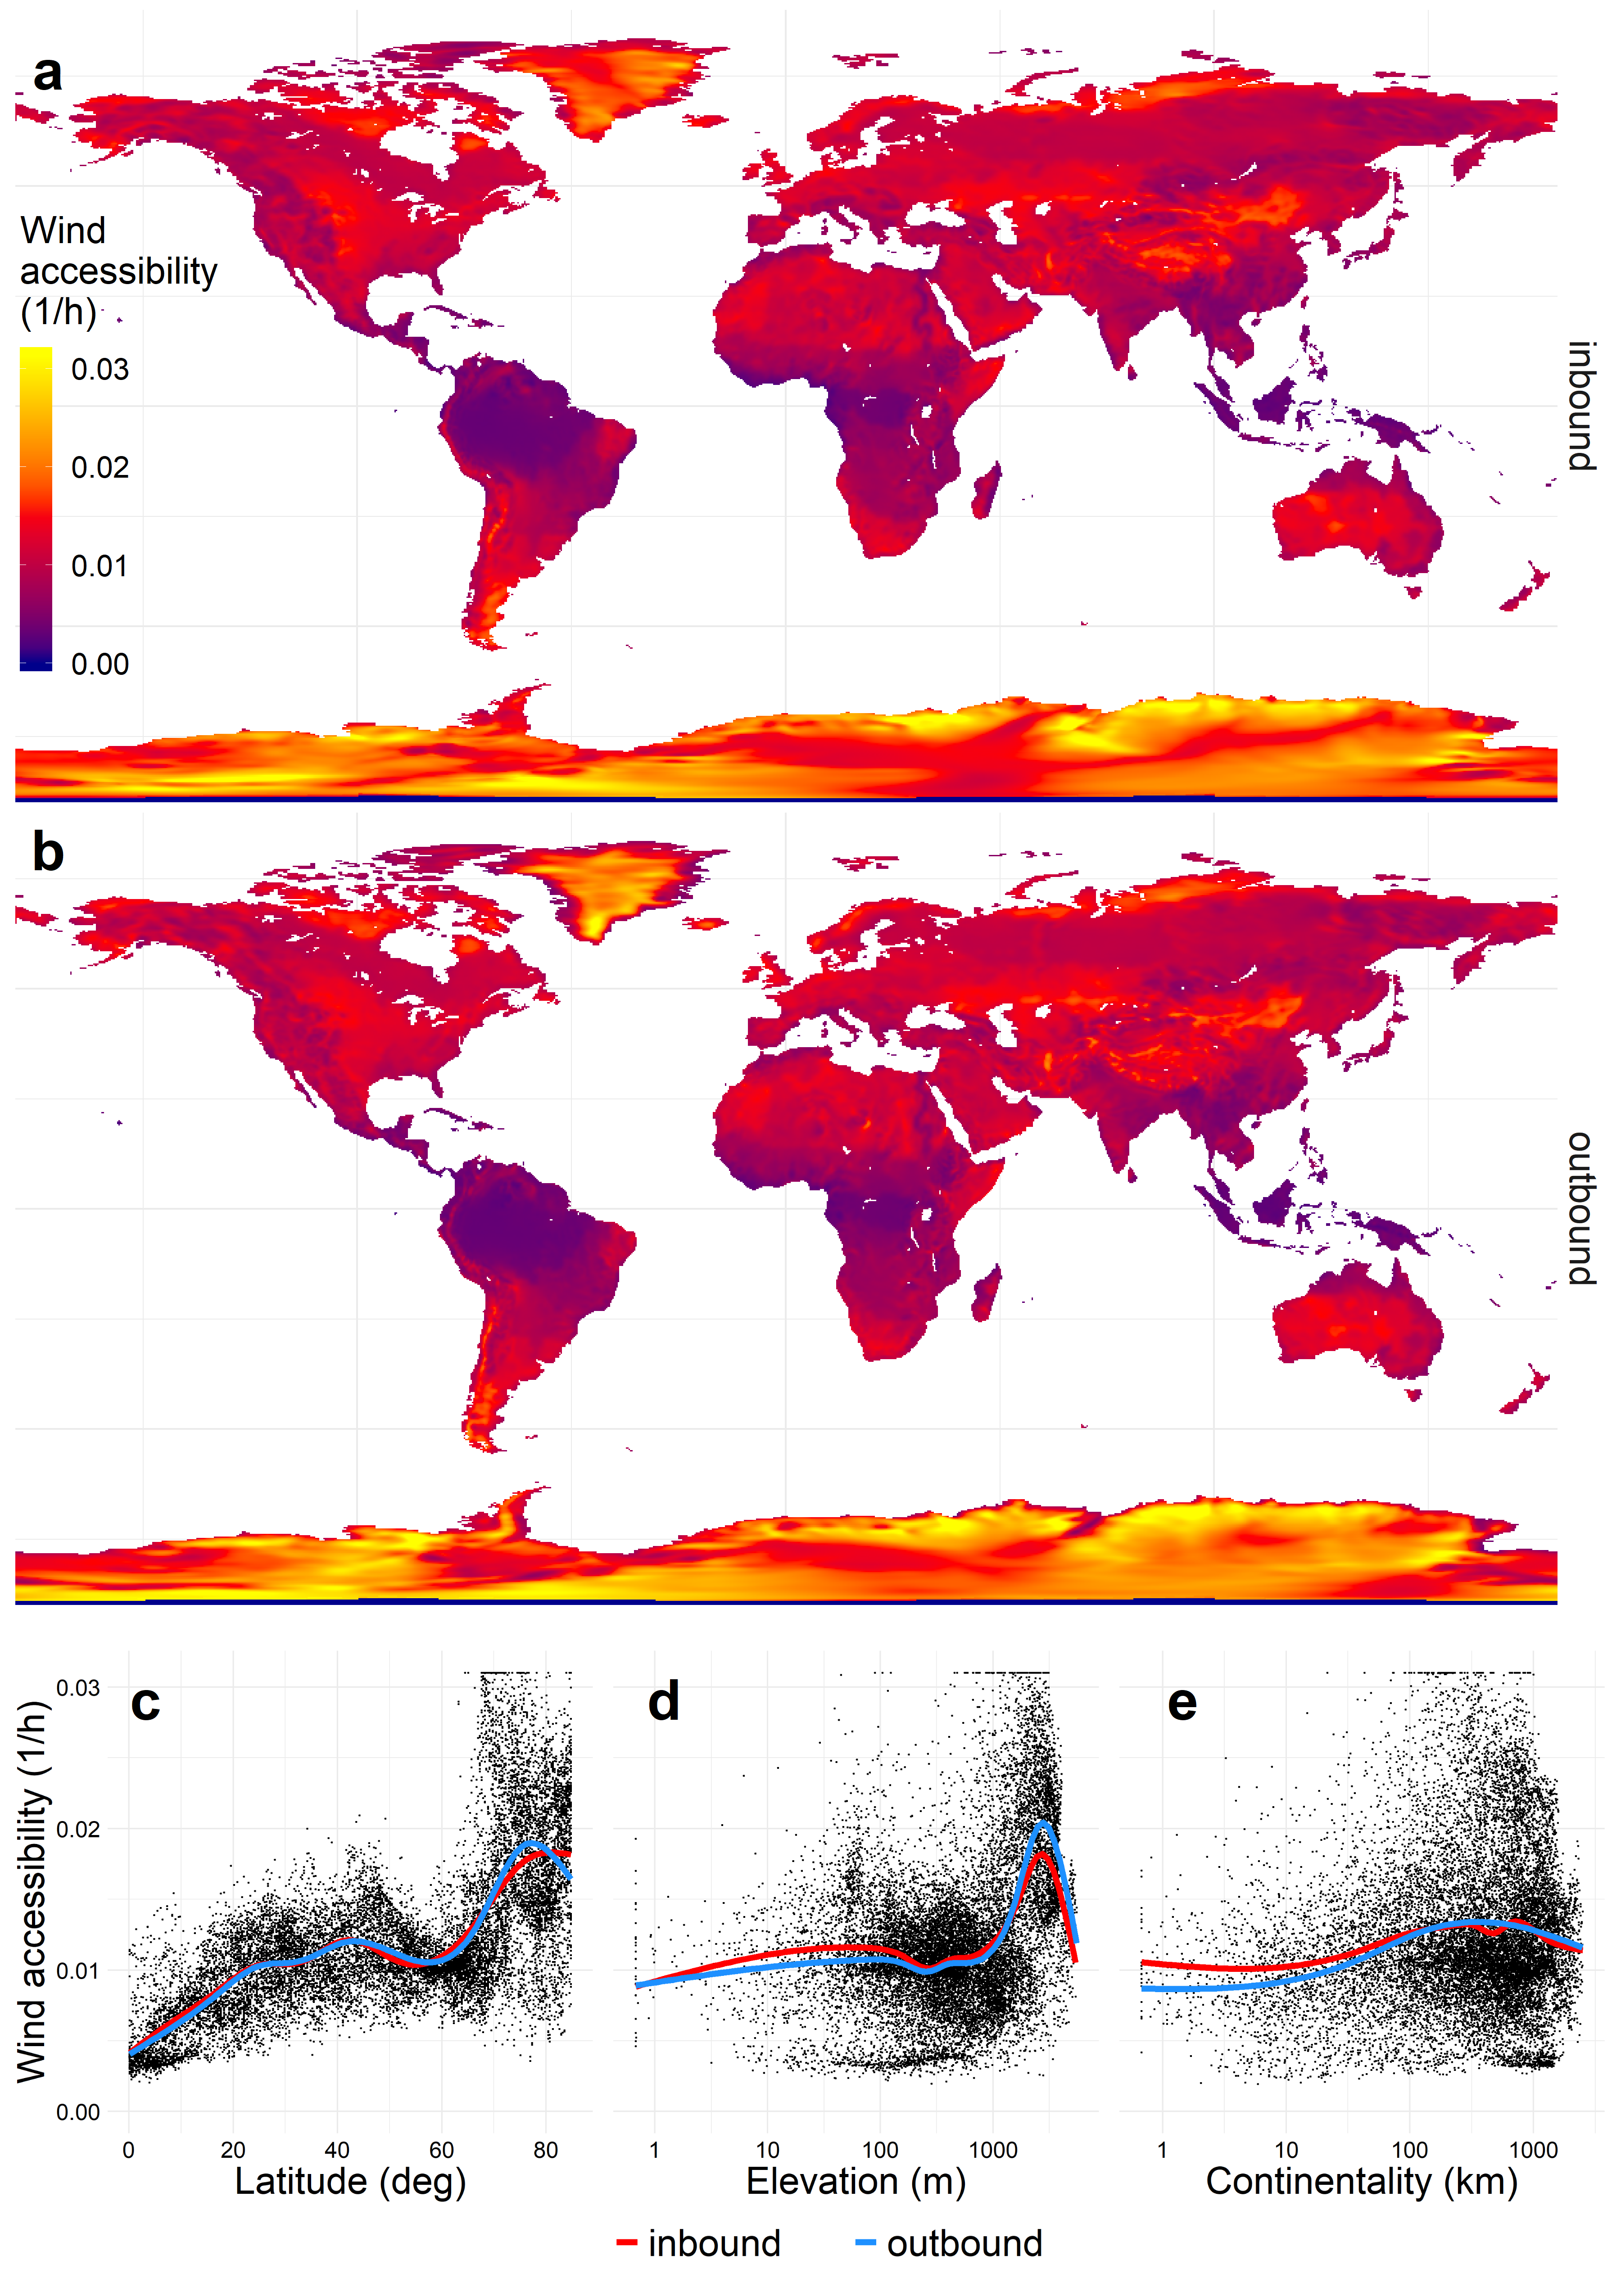 a
Wind
accessibility
(1/h)
0.03
0.02
0.01
0.00
inbound
b
outbound
c
d
e
Wind accessibility (1/h)
0.03
0.02
0.01
0.00
0 20 40 60 80
1 10 100 1000
1 10 100 1000
Latitude (deg)
Elevation (m)
Continentality (km)
inbound
outbound